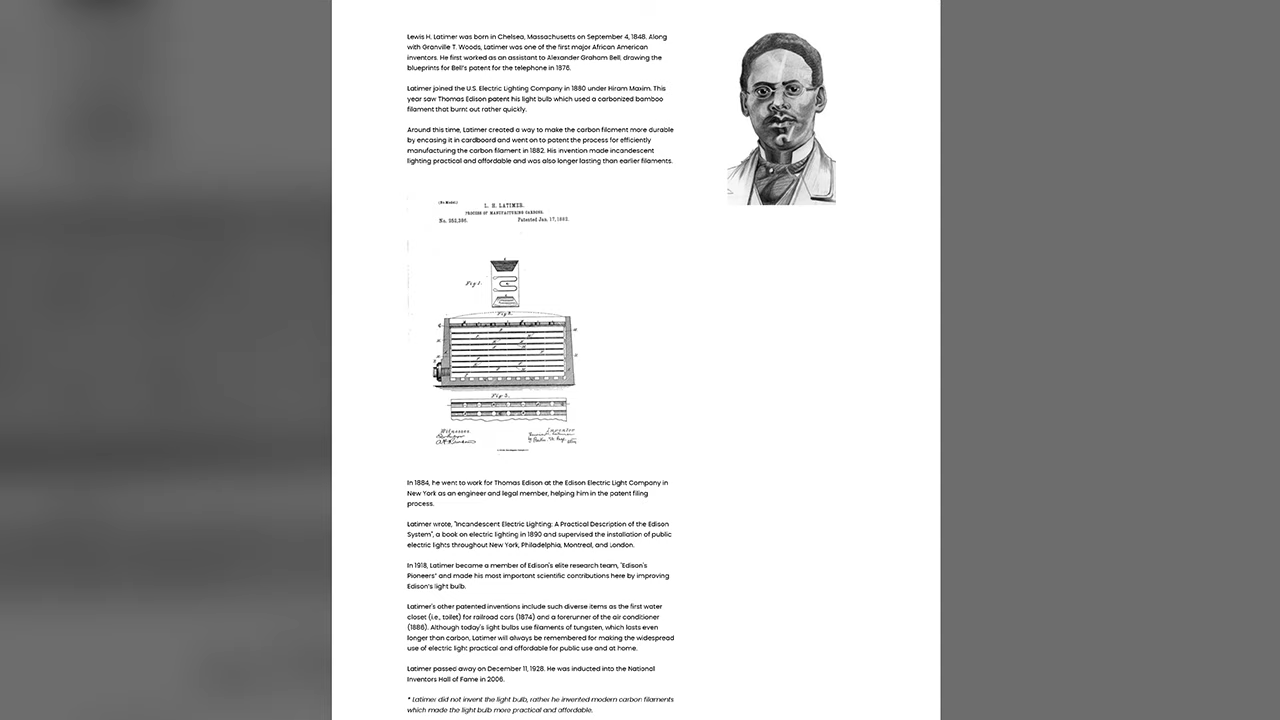 Lewis H. Latimer was born in Chelsea, Massachusetts on September 4, 1848. Along
with Granville T. Woods, Latimer was one of the first major African American
inventors. He first worked as an assistant to Alexander Graham Bell, drawing the
blueprints for Bell's patent for the telephone in 1876.
Latimer joined the U.S. Electric Lighting Company in 1880 under Hiram Maxim. This
year saw Thomas Edison patent his light bulb which used a carbonized bamboo
filament that burnt out rather quickly.
Around this time, Latimer created a way to make the carbon filament more durable
by encasing it in cardboard and went on to patent the process for efficiently
manufacturing the carbon filament in 1882. His invention made incandescent
lighting practical and affordable and was also longer lasting than earlier filaments.
(No Model)
L. H. LATIMER.
PROCESS OF MANUFACTURING CARBONS.
No. 252,386. Patented Jan. 17, 1882.
Fig 1.
Fig 2.
Fig 3.
Witnesses.
Inventor
In 1884, he went to work for Thomas Edison at the Edison Electric Light Company in
New York as an engineer and legal member, helping him in the patent filing
process.
Latimer wrote, "Incandescent Electric Lighting: A Practical Description of the Edison
System", a book on electric lighting in 1890 and supervised the installation of public
electric lights throughout New York, Philadelphia, Montreal, and London.
In 1918, Latimer became a member of Edison's elite research team, "Edison's
Pioneers" and made his most important scientific contributions here by improving
Edison's light bulb.
Latimer's other patented inventions include such diverse items as the first water
closet (i.e., toilet) for railroad cars (1874) and a forerunner of the air conditioner
(1886). Although today's light bulbs use filaments of tungsten, which lasts even
longer than carbon, Latimer will always be remembered for making the widespread
use of electric light practical and affordable for public use and at home.
Latimer passed away on December 11, 1928. He was inducted into the National
Inventors Hall of Fame in 2006.
* Latimer did not invent the light bulb, rather he invented modern carbon filaments
which made the light bulb more practical and affordable.